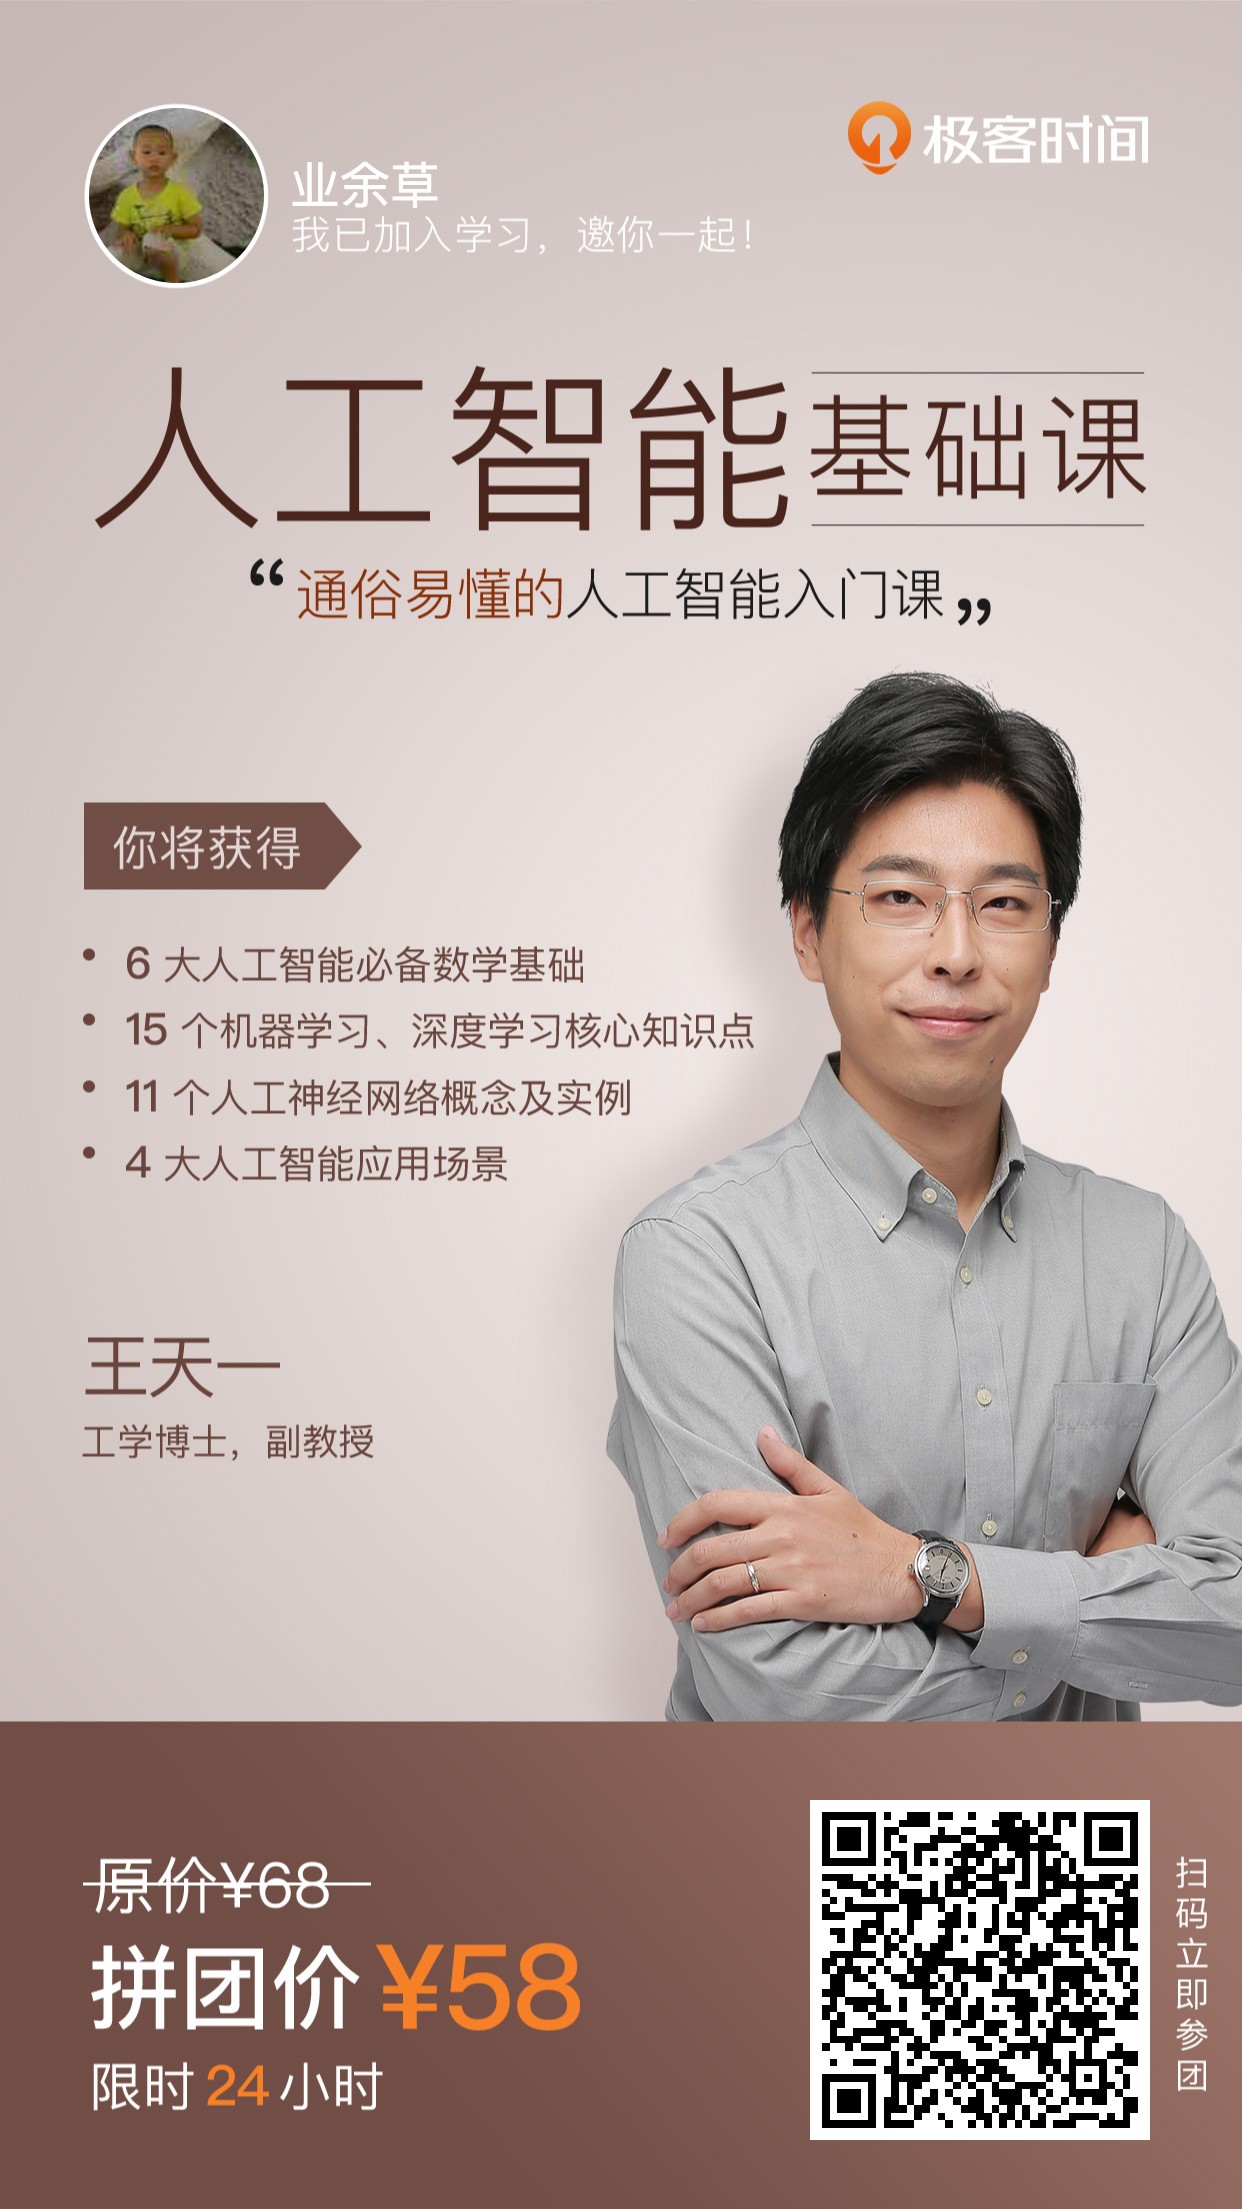 极客时间
业余草
我已加入学习，邀你一起！
人工智能基础课
“通俗易懂的人工智能入门课”
你将获得
• 6 大人工智能必备数学基础
• 15 个机器学习、深度学习核心知识点
• 11 个人工神经网络概念及实例
• 4 大人工智能应用场景
王天一
工学博士，副教授
原价¥68
拼团价 ¥58
限时 24 小时
扫码立即参团